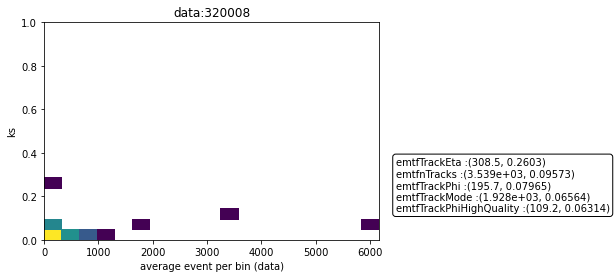 data:320008
1.0
0.8
0.6
0.4
0.2
0.0
ks
0 1000 2000 3000 4000 5000 6000
average event per bin (data)
emtfTrackEta :(308.5, 0.2603)
emtfnTracks :(3.539e+03, 0.09573)
emtfTrackPhi :(195.7, 0.07965)
emtfTrackMode :(1.928e+03, 0.06564)
emtfTrackPhiHighQuality :(109.2, 0.06314)